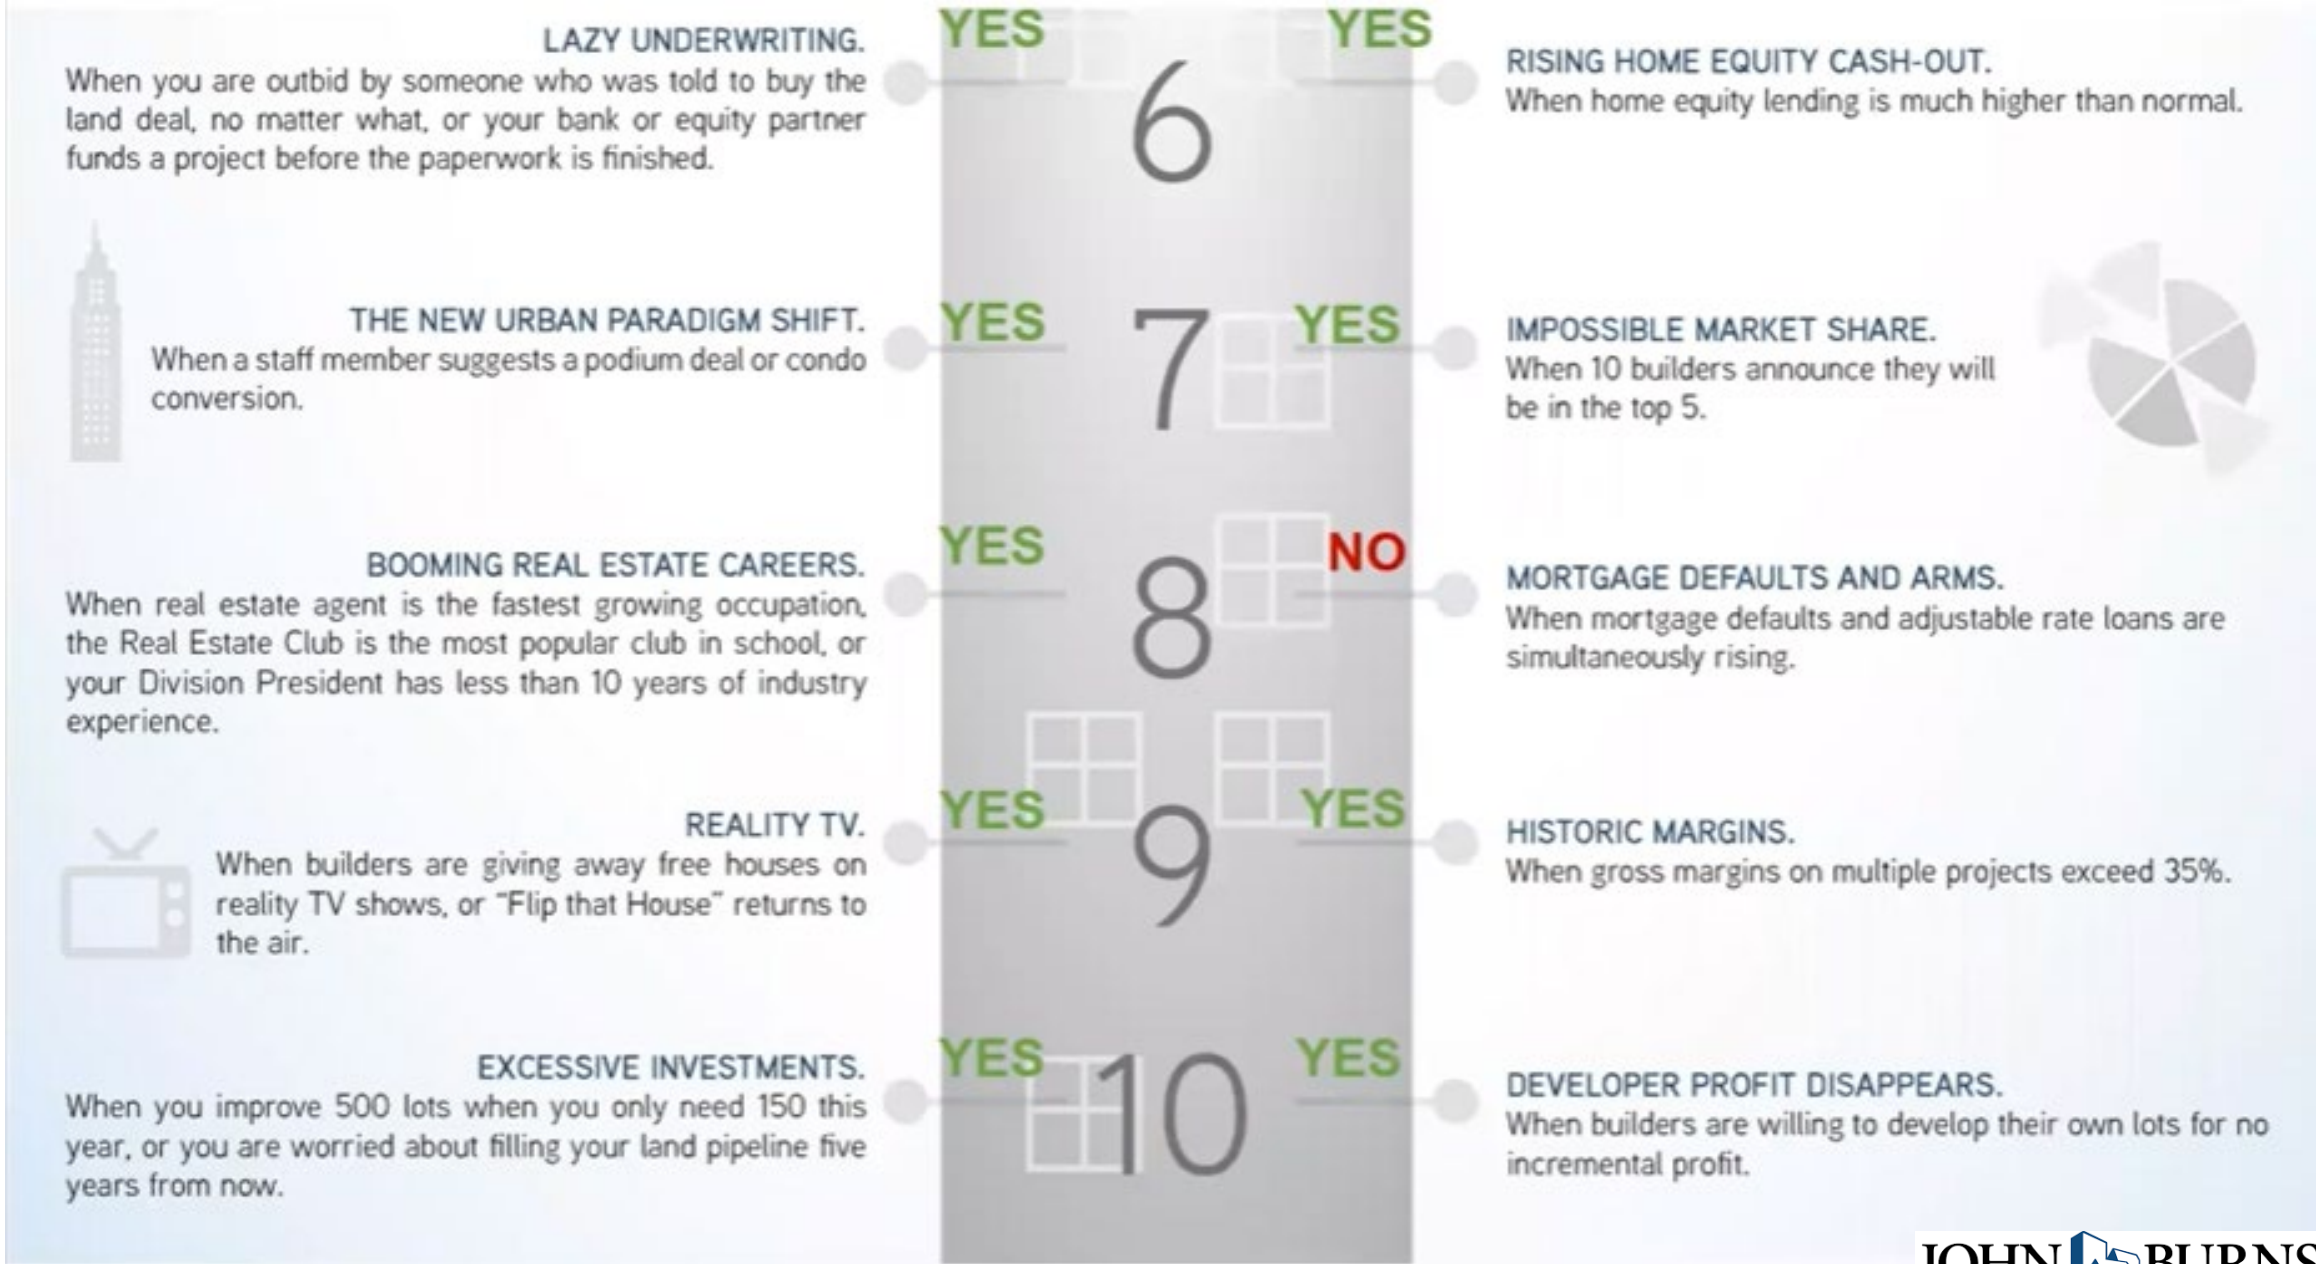 YES
YES
LAZY UNDERWRITING.
When you are outbid by someone who was told to buy the
land deal, no matter what, or your bank or equity partner
funds a project before the paperwork is finished.
6
RISING HOME EQUITY CASH-OUT.
When home equity lending is much higher than normal.
THE NEW URBAN PARADIGM SHIFT.
When a staff member suggests a podium deal or condo
conversion.
YES
7
YES
IMPOSSIBLE MARKET SHARE.
When 10 builders announce they will
be in the top 5.
BOOMING REAL ESTATE CAREERS.
When real estate agent is the fastest growing occupation,
the Real Estate Club is the most popular club in school, or
your Division President has less than 10 years of industry
experience.
YES
8
NO
MORTGAGE DEFAULTS AND ARMS.
When mortgage defaults and adjustable rate loans are
simultaneously rising.
REALITY TV.
When builders are giving away free houses on
reality TV shows, or "Flip that House" returns to
the air.
YES
9
YES
HISTORIC MARGINS.
When gross margins on multiple projects exceed 35%.
EXCESSIVE INVESTMENTS.
When you improve 500 lots when you only need 150 this
year, or you are worried about filling your land pipeline five
years from now.
YES
10
YES
DEVELOPER PROFIT DISAPPEARS.
When builders are willing to develop their own lots for no
incremental profit.
JOHN BURNS